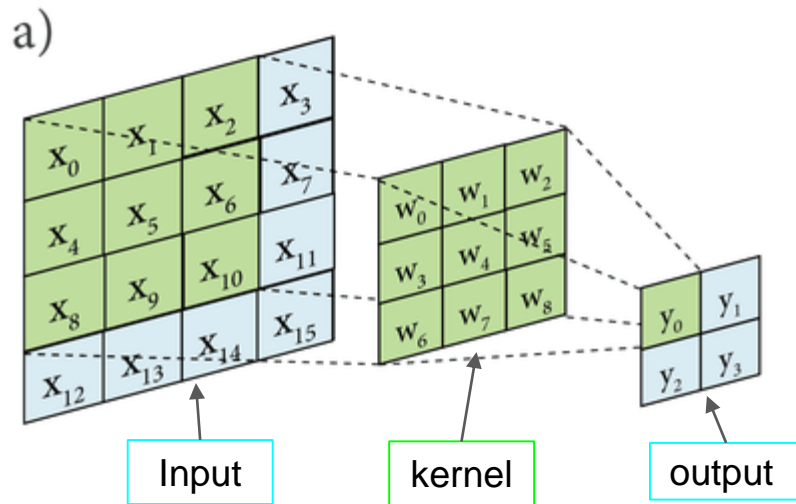 a)
x₀ x₁ x₂ x₃
x₄ x₅ x₆ x₇
x₈ x₉ x₁₀ x₁₁
x₁₂ x₁₃ x₁₄ x₁₅
w₀ w₁ w₂
w₃ w₄ w₅
w₆ w₇ w₈
y₀ y₁
y₂ y₃
Input
kernel
output